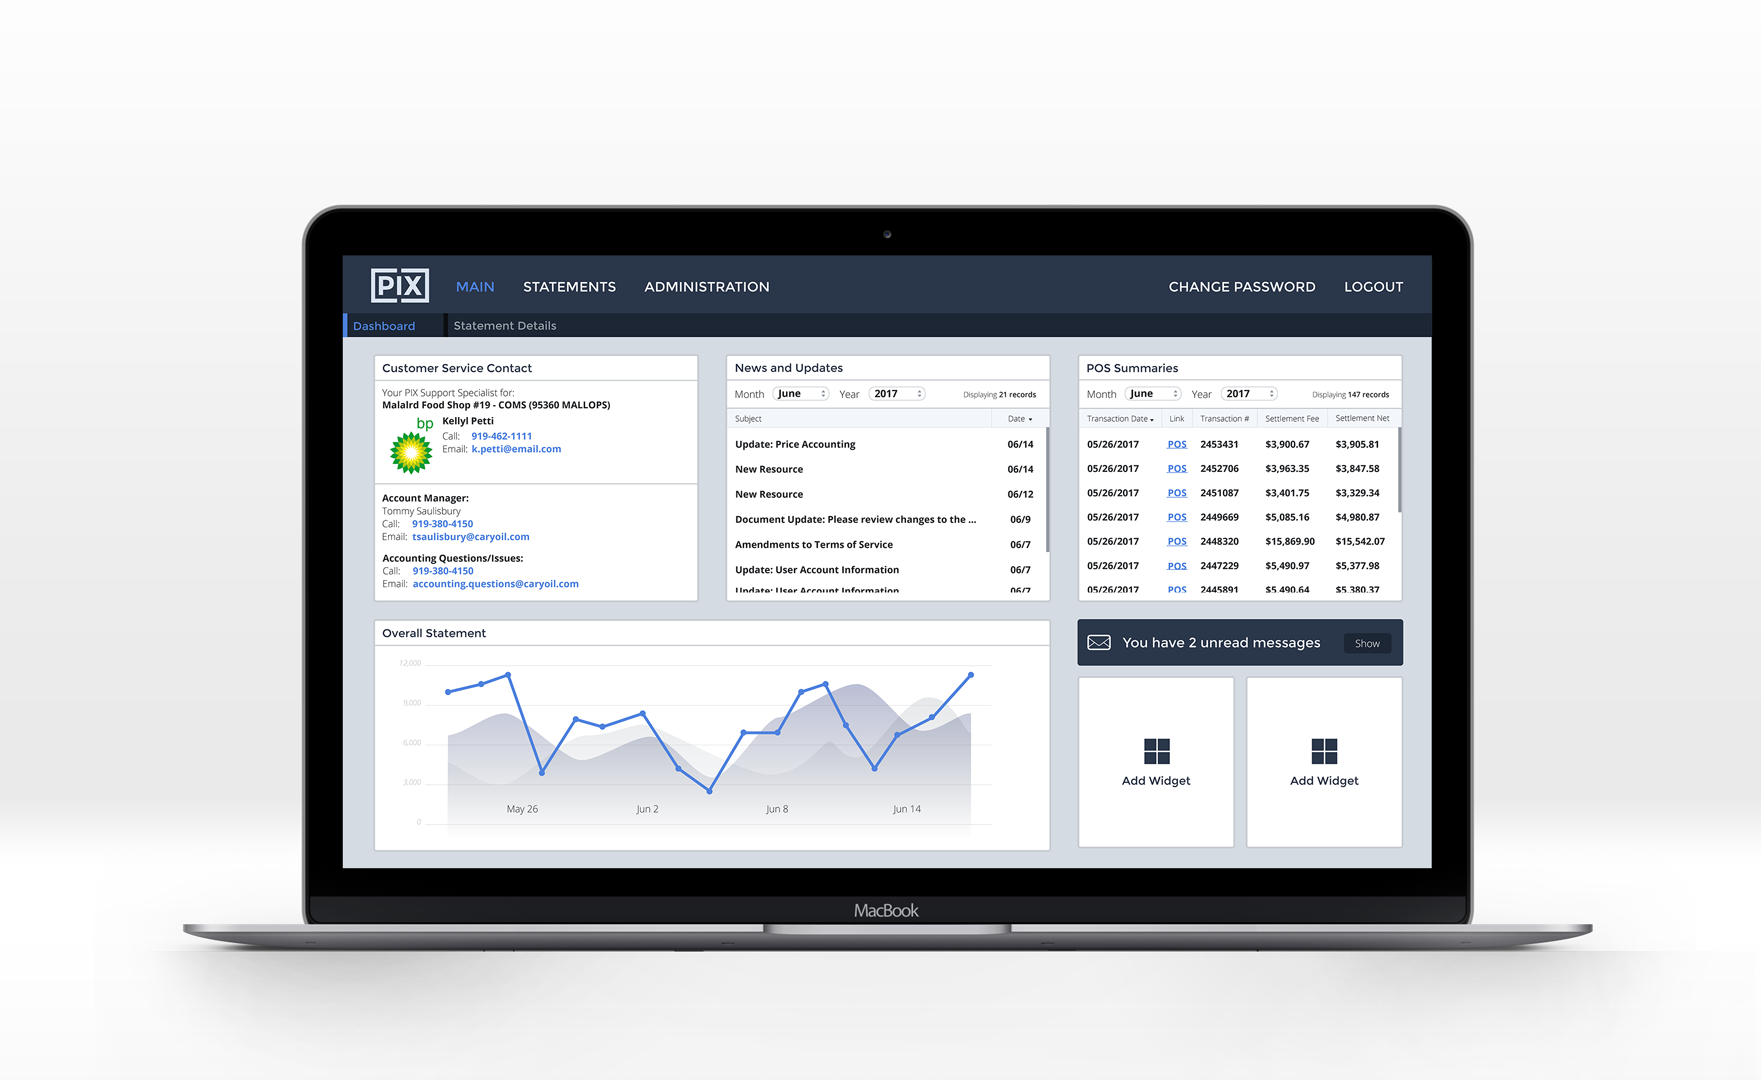 PIX MAIN STATEMENTS ADMINISTRATION CHANGE PASSWORD LOGOUT
Dashboard Statement Details
Customer Service Contact
Your PIX Support Specialist for:
Malalrd Food Shop #19 - COMS (95360 MALLOPS)
bp
Kellyl Petti
Call: 919-462-1111
Email: k.petti@email.com
Account Manager:
Tommy Saulisbury
Call: 919-380-4150
Email: tsaulisbury@caryoil.com
Accounting Questions/Issues:
Call: 919-380-4150
Email: accounting.questions@caryoil.com
News and Updates
Month June Year 2017 Displaying 21 records
Subject Date
Update: Price Accounting 06/14
New Resource 06/14
New Resource 06/12
Document Update: Please review changes to the ... 06/9
Amendments to Terms of Service 06/7
Update: User Account Information 06/7
Update: User Account Information 06/7
POS Summaries
Month June Year 2017 Displaying 147 records
Transaction Date Link Transaction # Settlement Fee Settlement Net
05/26/2017 POS 2453431 $3,900.67 $3,905.81
05/26/2017 POS 2452706 $3,963.35 $3,847.58
05/26/2017 POS 2451087 $3,401.75 $3,329.34
05/26/2017 POS 2449669 $5,085.16 $4,980.87
05/26/2017 POS 2448320 $15,869.90 $15,542.07
05/26/2017 POS 2447229 $5,490.97 $5,377.98
05/26/2017 POS 2445891 $5,490.64 $5,380.37
Overall Statement
12,000
9,000
6,000
3,000
0
May 26 Jun 2 Jun 8 Jun 14
You have 2 unread messages Show
Add Widget Add Widget
MacBook